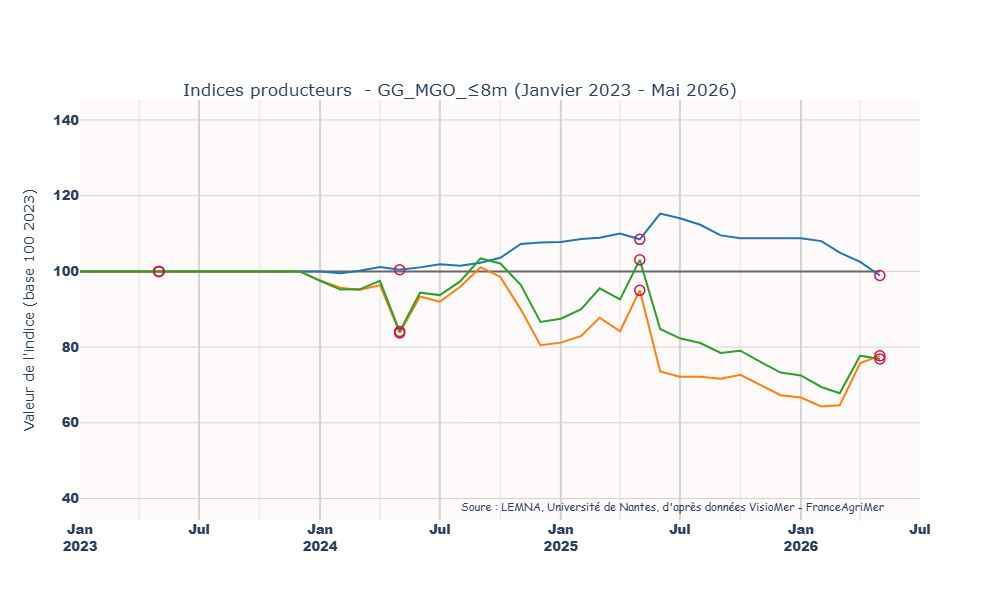 Indices producteurs - GG_MGO_≤8m (Janvier 2023 - Mai 2026)
Valeur de l'indice (base 100 2023)
140
120
100
80
60
40
Soure : LEMNA, Université de Nantes, d'après données VisioMer - FranceAgriMer
Jan Jul Jan Jul Jan Jul Jan Jul
2023 2024 2025 2026